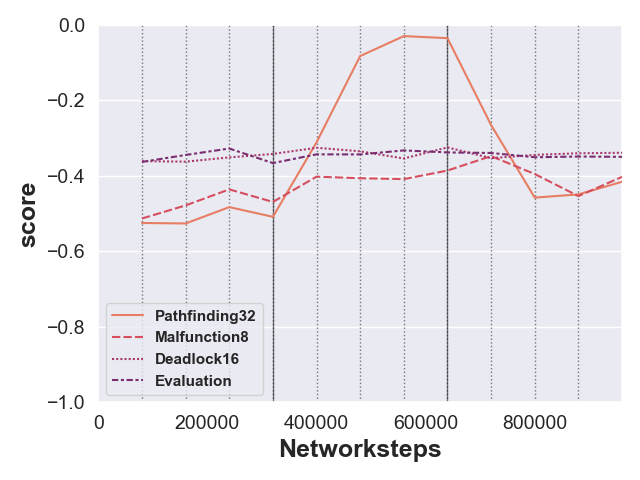 0.0
−0.2
−0.4
−0.6
−0.8
−1.0
score
Pathfinding32
Malfunction8
Deadlock16
Evaluation
0 200000 400000 600000 800000
Networksteps